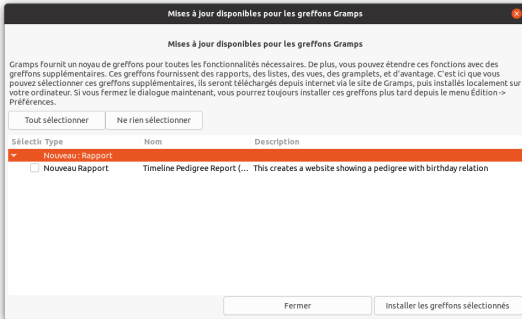 Mises à jour disponibles pour les greffons Gramps
Mises à jour disponibles pour les greffons Gramps
Gramps fournit un noyau de greffons pour toutes les fonctionnalités nécessaires. De plus, vous pouvez étendre ces fonctions avec des
greffons supplémentaires. Ces greffons fournissent des rapports, des listes, des vues, des gramplets, et d'avantage. C'est ici que vous
pouvez sélectionner ces greffons supplémentaires, ils seront téléchargés depuis internet via le site de Gramps, puis installés localement sur
votre ordinateur. Si vous fermez le dialogue maintenant, vous pourrez toujours installer ces greffons plus tard depuis le menu Édition ->
Préférences.
Tout sélectionner Ne rien sélectionner
Sélectio Type Nom Description
Nouveau : Rapport
Nouveau Rapport Timeline Pedigree Report (... This creates a website showing a pedigree with birthday relation
Fermer Installer les greffons sélectionnés